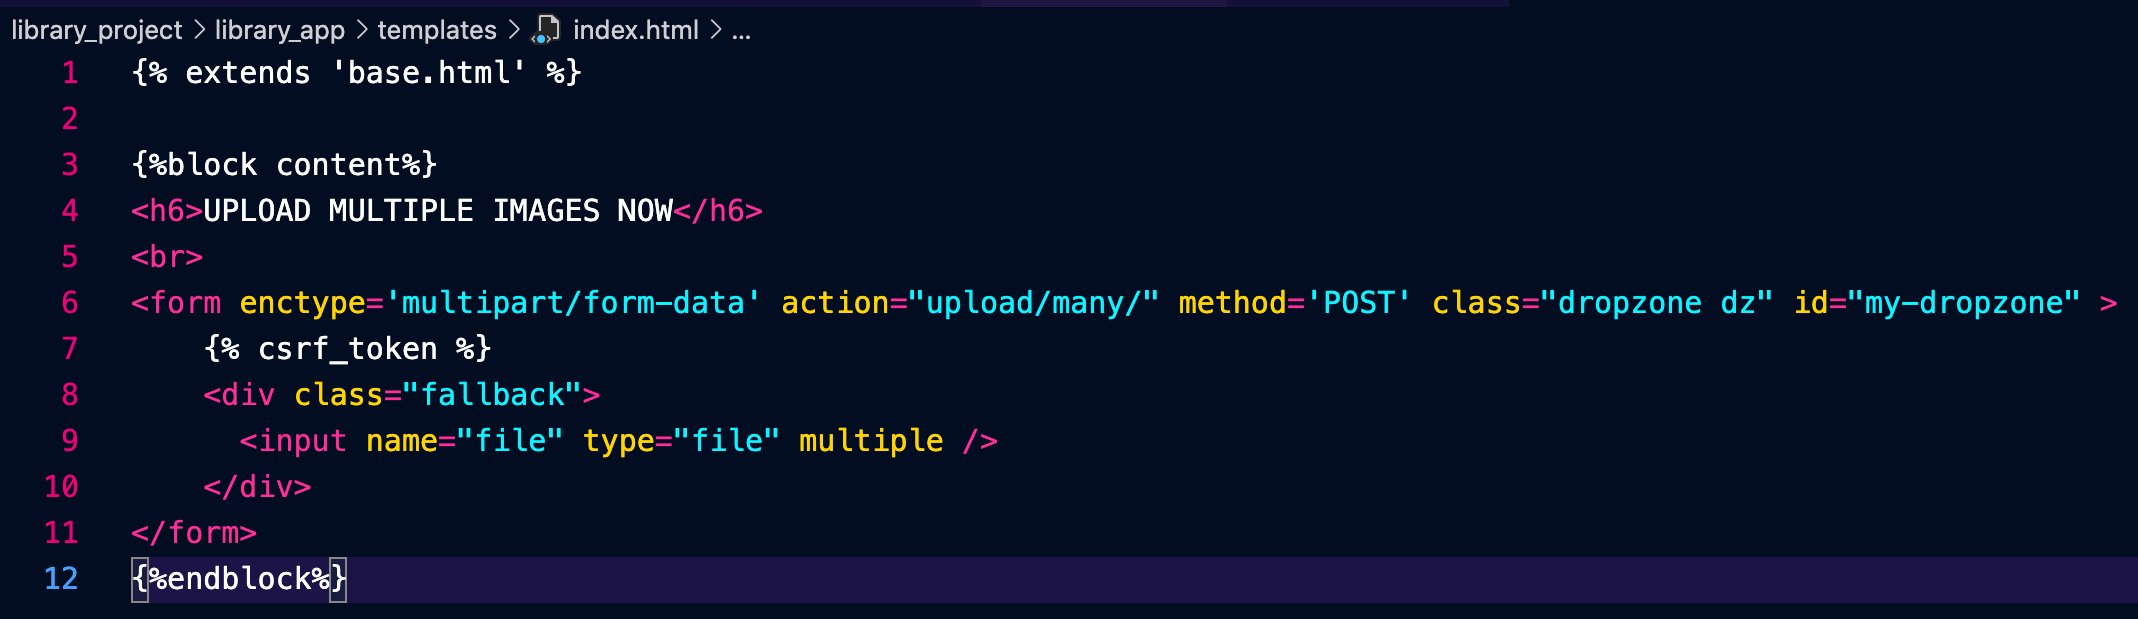 library_project > library_app > templates > index.html > ...
1 {% extends 'base.html' %}
2
3 {%block content%}
4 <h6>UPLOAD MULTIPLE IMAGES NOW</h6>
5 <br>
6 <form enctype='multipart/form-data' action="upload/many/" method='POST' class="dropzone dz" id="my-dropzone" >
7     {% csrf_token %}
8     <div class="fallback">
9       <input name="file" type="file" multiple />
10     </div>
11 </form>
12 {%endblock%}